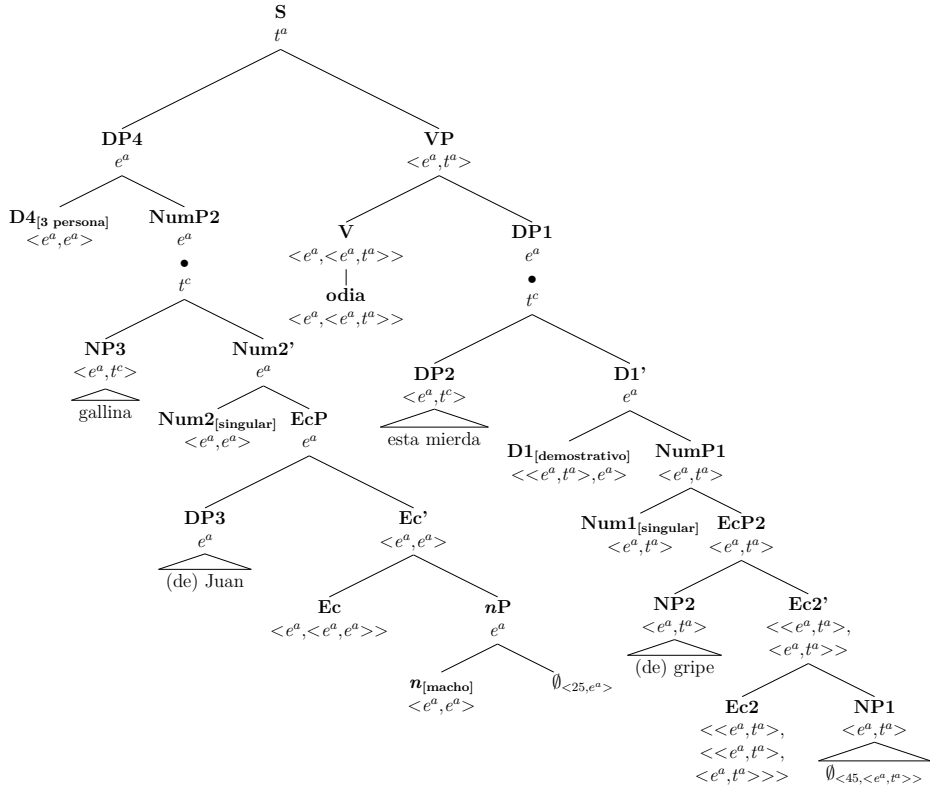 S
t^a
DP4 VP
e^a <e^a,t^a>
D4[3 persona] NumP2 V DP1
<e^a,e^a> e^a <e^a,<e^a,t^a>> e^a
• •
t^c odia t^c
<e^a,<e^a,t^a>>
NP3 Num2' DP2 D1'
<e^a,t^c> e^a <e^a,t^c> e^a
gallina Num2[singular] EcP esta mierda D1[demostrativo] NumP1
<e^a,e^a> e^a <<e^a,t^a>,e^a> <e^a,t^a>
DP3 Ec' Num1[singular] EcP2
e^a <e^a,e^a> <e^a,t^a> <e^a,t^a>
(de) Juan
Ec nP NP2 Ec2'
<e^a,<e^a,e^a>> e^a <e^a,t^a> <<e^a,t^a>,
<e^a,t^a>>
(de) gripe
n[macho] ∅<25,e^a> Ec2 NP1
<e^a,e^a> <<e^a,t^a>, <e^a,t^a>
<<e^a,t^a>,
<e^a,t^a>>> ∅<45,<e^a,t^a>>